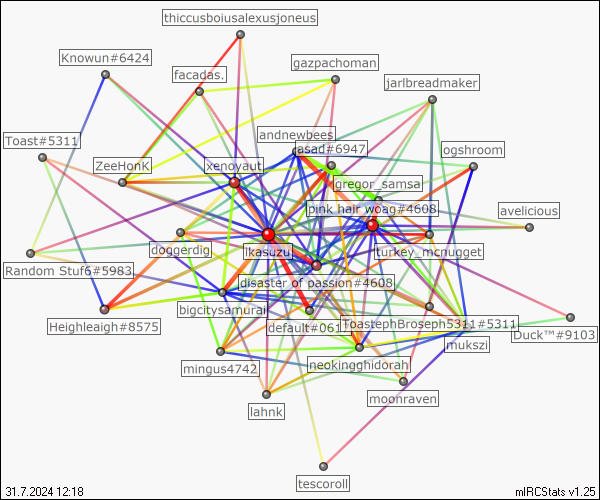 thiccusboiusalexusjoneus
Knowun#6424
gazpachoman
facadas.
jarlbreadmaker
andnewbees
Toast#5311
asad#6947
ogshroom
ZeeHonk
xenoyaut
gregor_samsa
pink hair woag#4608
avelicious
doggerdig
lkasuzu
turkey_mcnugget
Random Stuf6#5983
disaster of passion#4608
bigcitysamurai
Heighleaigh#8575
default#061
ToastephBroseph5311#5311
Duck™#9103
mukszi
mingus4742
neokingghidorah
moonraven
lahnk
tescoroll
31.7.2024 12:18
mIRCStats v1.25